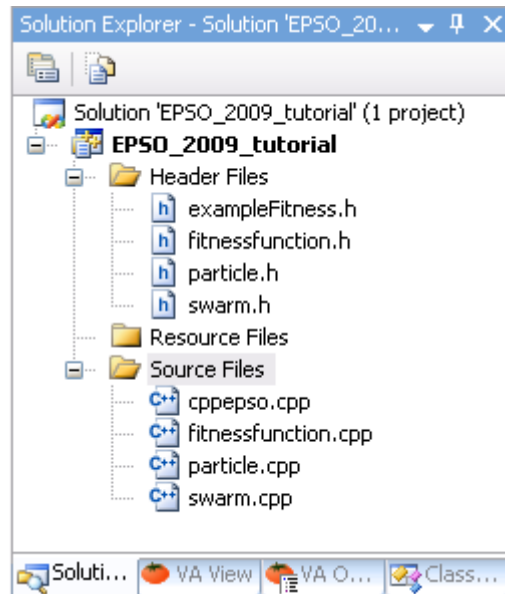 Solution Explorer - Solution 'EPSO_20...
Solution 'EPSO_2009_tutorial' (1 project)
EPSO_2009_tutorial
Header Files
h exampleFitness.h
h fitnessfunction.h
h particle.h
h swarm.h
Resource Files
Source Files
C++ cppepso.cpp
C++ fitnessfunction.cpp
C++ particle.cpp
C++ swarm.cpp
Soluti... VA View VA O... Class...